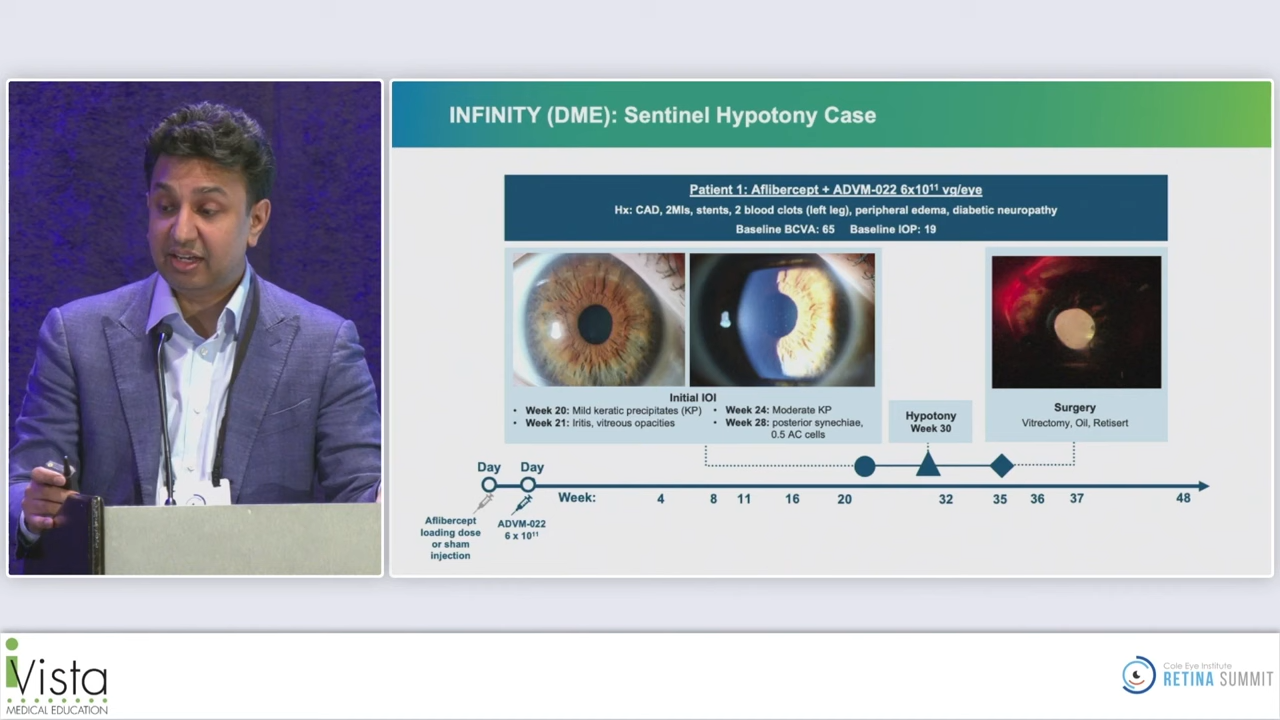 INFINITY (DME): Sentinel Hypotony Case
Patient 1: Aflibercept + ADVM-022 6x10¹¹ vg/eye
Hx: CAD, 2MIs, stents, 2 blood clots (left leg), peripheral edema, diabetic neuropathy
Baseline BCVA: 65 Baseline IOP: 19
Initial IOI
• Week 20: Mild keratic precipitates (KP)
• Week 21: Iritis, vitreous opacities
• Week 24: Moderate KP
• Week 28: posterior synechiae,
0.5 AC cells
Hypotony
Week 30
Surgery
Vitrectomy, Oil, Retisert
Day
Day
Week:
4
8
11
16
20
32
35
36
37
48
Aflibercept
loading dose
or sham
injection
ADVM-022
6 x 10¹¹
iVista
MEDICAL EDUCATION
Cole Eye Institute
RETINA SUMMIT